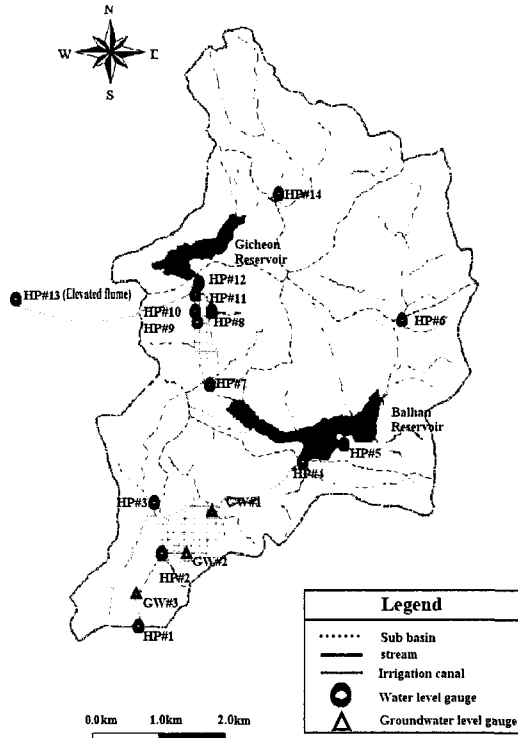 N
W E
S
HP#14
Gicheon
Reservoir
HP#12
HP#13 (Elevated flume)
HP#11
HP#10
HP#8
HP#9
HP#6
HP#7
Balhan
Reservoir
HP#5
HP#4
HP#3
GW#1
GW#2
HP#2
GW#3
HP#1
Legend
Sub basin
stream
Irrigation canal
Water level gauge
Groundwater level gauge
0.0km 1.0km 2.0km